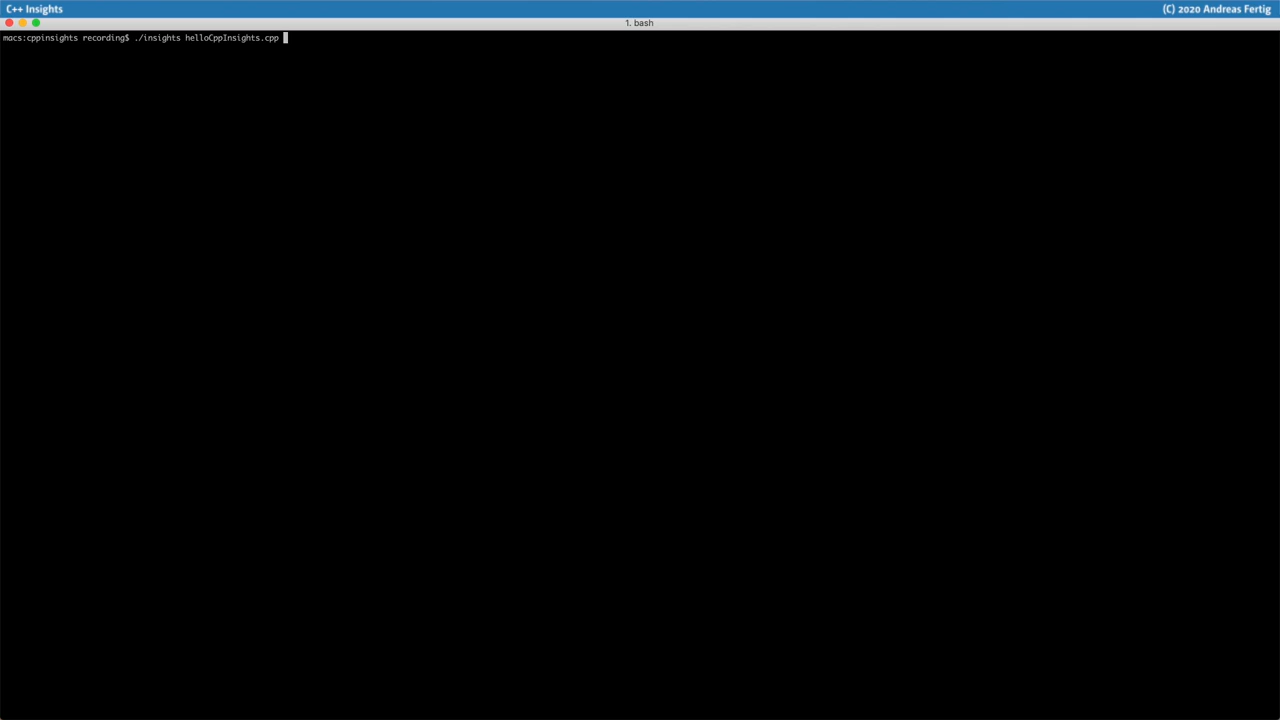 C++ Insights
(C) 2020 Andreas Fertig
1. bash
macs:cppinsights recording$ ./insights helloCppInsights.cpp